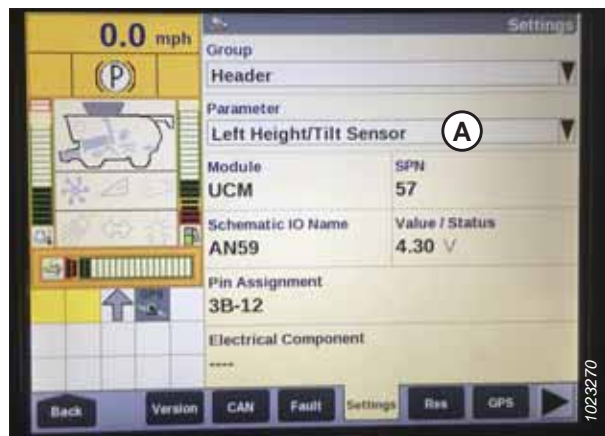 0.0 mph
Settings
(P)
Group
Header
Parameter
Left Height/Tilt Sensor
A
Module
UCM
SPN
57
Schematic IO Name
AN59
Value / Status
4.30 V
Pin Assignment
3B-12
Electrical Component
----
Back
Version
CAN
Fault
Settings
Res
GPS
1023270